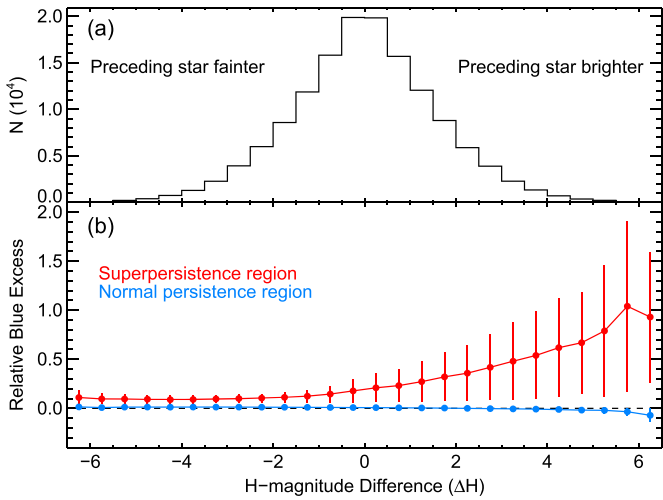 (a)
Preceding star fainter
Preceding star brighter
N (10⁴)
2.0
1.5
1.0
0.5
0.0
(b)
Superpersistence region
Normal persistence region
Relative Blue Excess
2.0
1.5
1.0
0.5
0.0
−6
−4
−2
0
2
4
6
H−magnitude Difference (ΔH)